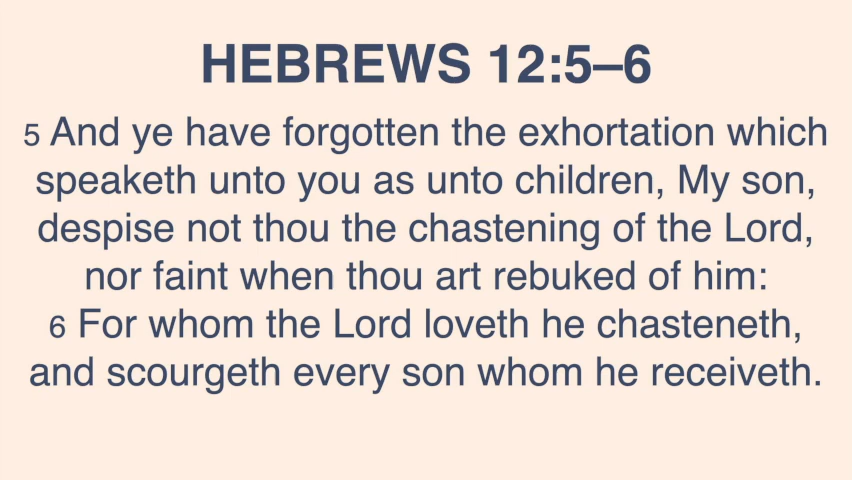 HEBREWS 12:5–6
5 And ye have forgotten the exhortation which
speaketh unto you as unto children, My son,
despise not thou the chastening of the Lord,
nor faint when thou art rebuked of him:
6 For whom the Lord loveth he chasteneth,
and scourgeth every son whom he receiveth.